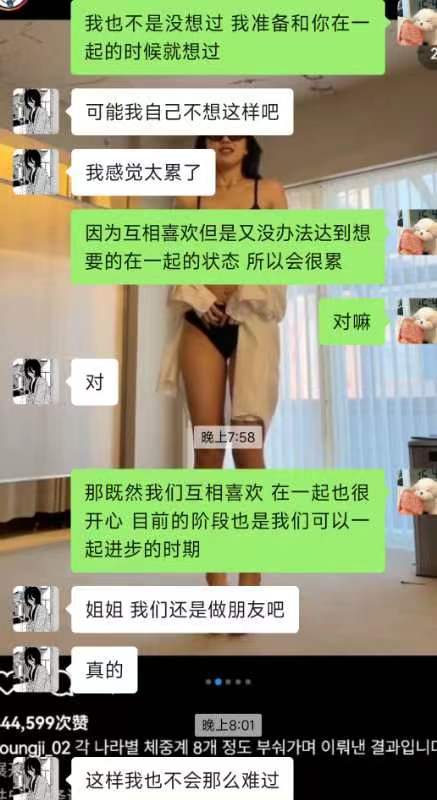 我也不是没想过 我准备和你在一
起的时候就想过
可能我自己不想这样吧
我感觉太累了
因为互相喜欢但是又没办法达到想
要的在一起的状态 所以会很累
对嘛
对
晚上7:58
那既然我们互相喜欢 在一起也很
开心 目前的阶段也是我们可以一
起进步的时期
姐姐 我们还是做朋友吧
真的
44,599次赞
晚上8:01
oungji_02 각 나라별 체중계 8개 정도 부숴가며 이뤄낸 결과입니다
这样我也不会那么难过